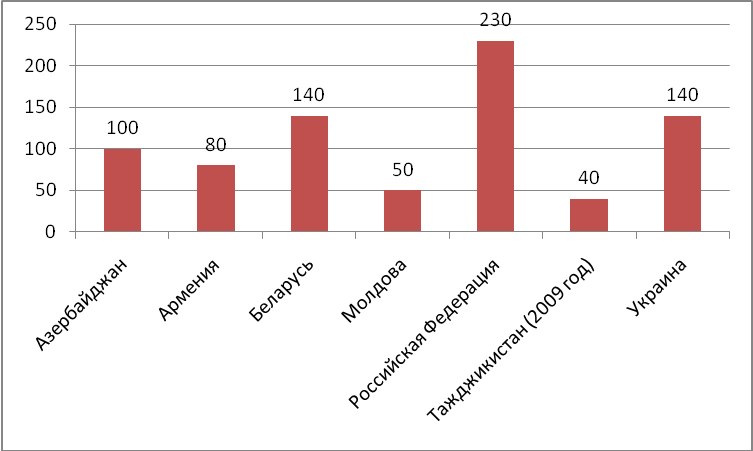 250
200
150
100
50
0
100
80
140
50
230
40
140
Азербайджан
Армения
Беларусь
Молдова
Российская Федерация
Тажджикистан (2009 год)
Украина